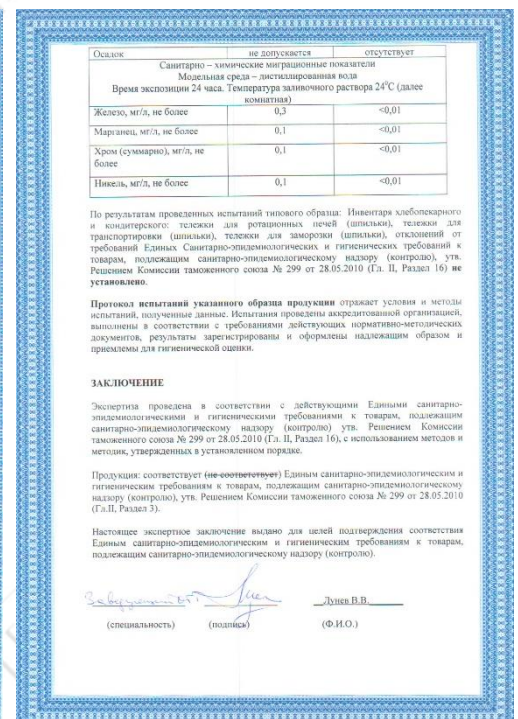 Осадок не допускается отсутствует
Санитарно – химические миграционные показатели
Модельная среда – дистиллированная вода
Время экспозиции 24 часа. Температура заливочного раствора 24°С (далее комнатная)
Железо, мг/л, не более 0,3 <0,01
Марганец, мг/л, не более 0,1 <0,01
Хром (суммарно), мг/л, не более 0,1 <0,01
Никель, мг/л, не более 0,1 <0,01
По результатам проведенных испытаний типового образца: Инвентаря хлебопекарного
и кондитерского: тележки для ротационных печей (шпильки), тележки для
транспортировки (шпильки), тележки для заморозки (шпильки), отклонений от
требований Единых Санитарно-эпидемиологических и гигиенических требований к
товарам, подлежащим санитарно-эпидемиологическому надзору (контролю), утв.
Решением Комиссии таможенного союза № 299 от 28.05.2010 (Гл. II, Раздел 16) не
установлено.
Протокол испытаний указанного образца продукции отражает условия и методы
испытаний, полученные данные. Испытания проведены аккредитованной организацией,
выполнены в соответствии с требованиями действующих нормативно-методических
документов, результаты зарегистрированы и оформлены надлежащим образом и
приемлемы для гигиенической оценки.
ЗАКЛЮЧЕНИЕ
Экспертиза проведена в соответствии с действующими Едиными санитарно-
эпидемиологическими и гигиеническими требованиями к товарам, подлежащим
санитарно-эпидемиологическому надзору (контролю) утв. Решением Комиссии
таможенного союза № 299 от 28.05.2010 (Гл. II, Раздел 16), с использованием методов и
методик, утвержденных в установленном порядке.
Продукция: соответствует (не соответствует) Единым санитарно-эпидемиологическим и
гигиеническим требованиям к товарам, подлежащим санитарно-эпидемиологическому
надзору (контролю), утв. Решением Комиссии таможенного союза № 299 от 28.05.2010
(Гл.II, Раздел 3).
Настоящее экспертное заключение выдано для целей подтверждения соответствия
Единым санитарно-эпидемиологическим и гигиеническим требованиям к товарам,
подлежащим санитарно-эпидемиологическому надзору (контролю).
Лунев В.В.
(специальность) (подпись) (Ф.И.О.)